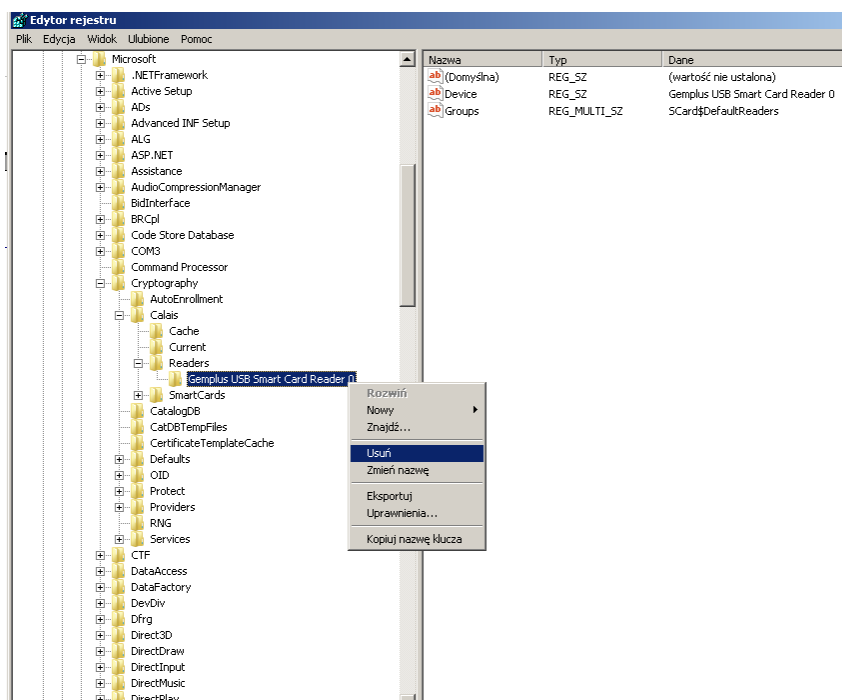 Edytor rejestru
Plik Edycja Widok Ulubione Pomoc
Microsoft
.NETFramework
Active Setup
ADs
Advanced INF Setup
ALG
ASP.NET
Assistance
AudioCompressionManager
BidInterface
BRCpl
Code Store Database
COM3
Command Processor
Cryptography
AutoEnrollment
Calais
Cache
Current
Readers
Gemplus USB Smart Card Reader 0
SmartCards
CatalogDB
CatDBTempFiles
CertificateTemplateCache
Defaults
OID
Protect
Providers
RNG
Services
CTF
DataAccess
DataFactory
DevDiv
Dfrg
Direct3D
DirectDraw
DirectInput
DirectMusic
DirectPlay
Nazwa Typ Dane
(Domyślna) REG_SZ (wartość nie ustalona)
Device REG_SZ Gemplus USB Smart Card Reader 0
Groups REG_MULTI_SZ SCard$DefaultReaders
Rozwiń
Nowy
Znajdź...
Usuń
Zmień nazwę
Eksportuj
Uprawnienia...
Kopiuj nazwę klucza